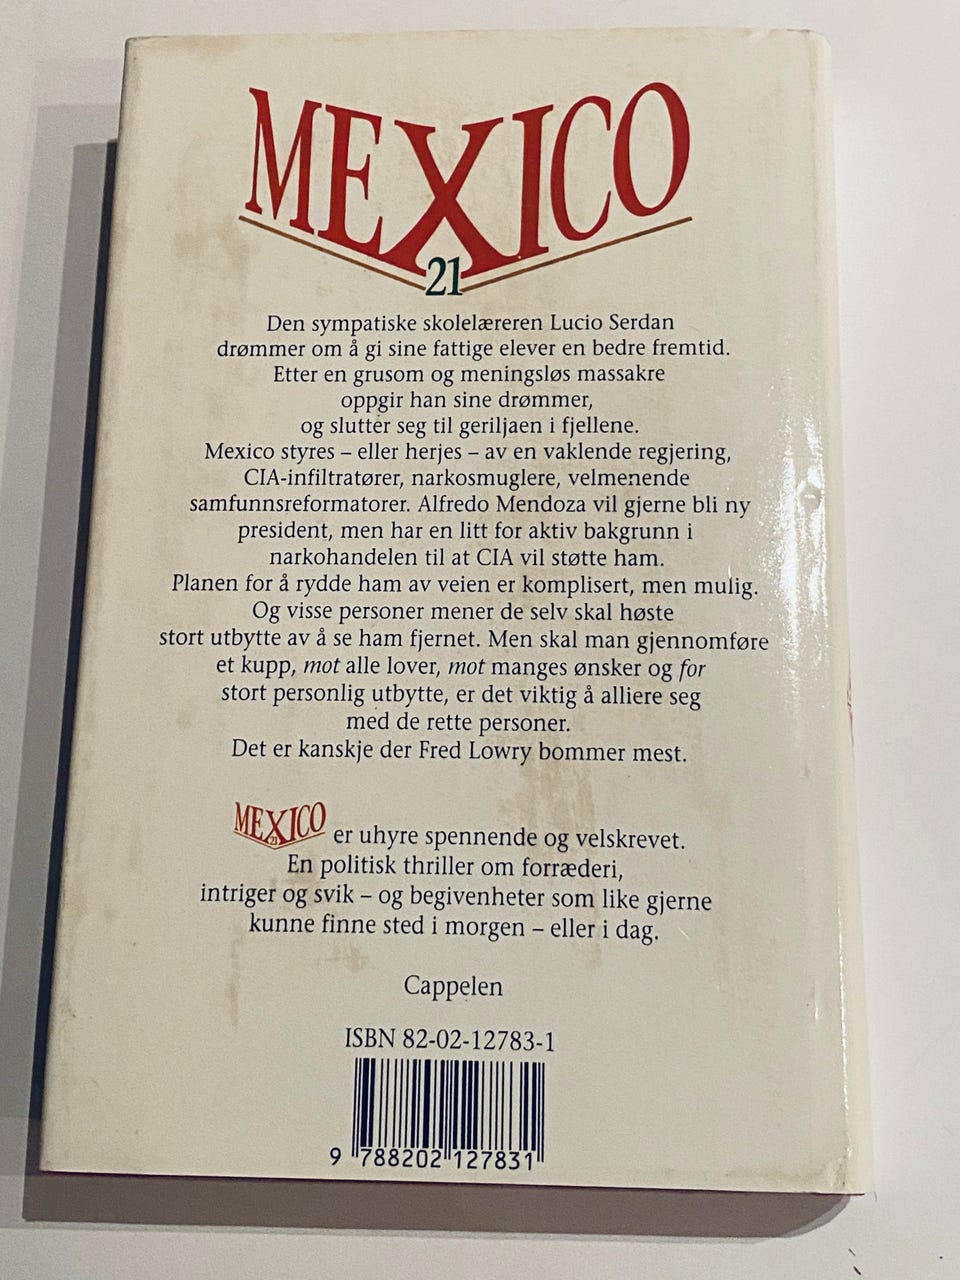 MEXICO
21
Den sympatiske skolelæreren Lucio Serdan
drømmer om å gi sine fattige elever en bedre fremtid.
Etter en grusom og meningsløs massakre
oppgir han sine drømmer,
og slutter seg til geriljaen i fjellene.
Mexico styres – eller herjes – av en vaklende regjering,
CIA-infiltratører, narkosmuglere, velmenende
samfunnsreformatorer. Alfredo Mendoza vil gjerne bli ny
president, men har en litt for aktiv bakgrunn i
narkohandelen til at CIA vil støtte ham.
Planen for å rydde ham av veien er komplisert, men mulig.
Og visse personer mener de selv skal høste
stort utbytte av å se ham fjernet. Men skal man gjennomføre
et kupp, mot alle lover, mot manges ønsker og for
stort personlig utbytte, er det viktig å alliere seg
med de rette personer.
Det er kanskje der Fred Lowry bommer mest.
MEXICO 21 er uhyre spennende og velskrevet.
En politisk thriller om forræderi,
intriger og svik – og begivenheter som like gjerne
kunne finne sted i morgen – eller i dag.
Cappelen
ISBN 82-02-12783-1
9 788202 127831